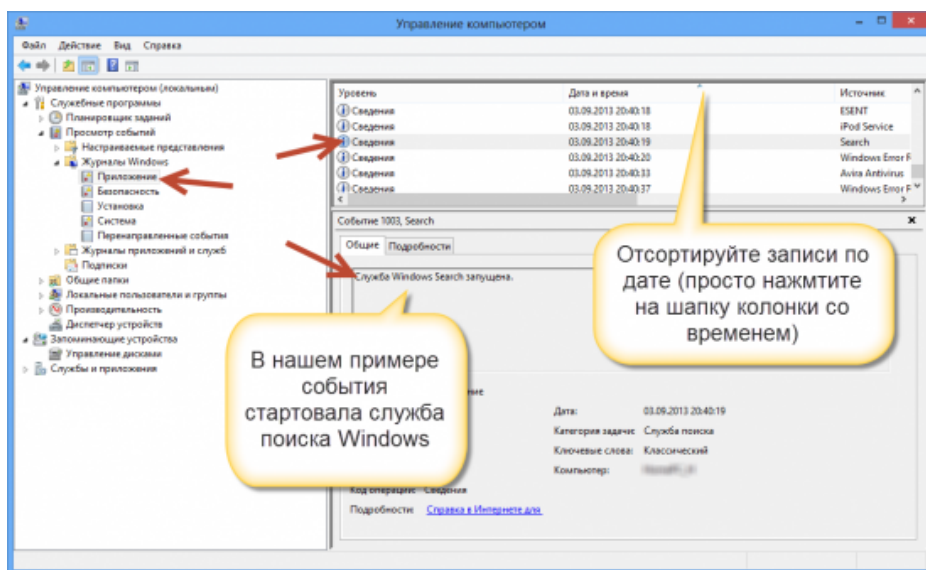 Управление компьютером
Файл Действие Вид Справка
Управление компьютером (локальным)
Служебные программы
Планировщик заданий
Просмотр событий
Настраиваемые представления
Журналы Windows
Приложение
Безопасность
Установка
Система
Перенаправленные события
Журналы приложений и служб
Подписки
Общие папки
Локальные пользователи и группы
Производительность
Диспетчер устройств
Запоминающие устройства
Управление дисками
Службы и приложения
Уровень Дата и время Источник
Сведения 03.09.2013 20:40:18 ESENT
Сведения 03.09.2013 20:40:18 iPod Service
Сведения 03.09.2013 20:40:19 Search
Сведения 03.09.2013 20:40:20 Windows Error R
Сведения 03.09.2013 20:40:33 Avira Antivirus
Сведения 03.09.2013 20:40:37 Windows Error R
Событие 1003, Search
Общие Подробности
Служба Windows Search запущена.
Отсортируйте записи по
дате (просто нажмтите
на шапку колонки со
временем)
В нашем примере
события
стартовала служба
поиска Windows
Дата: 03.09.2013 20:40:19
Категория задачи: Служба поиска
Ключевые слова: Классический
Компьютер:
Код операции: Сведения
Подробности Справка в Интернете для